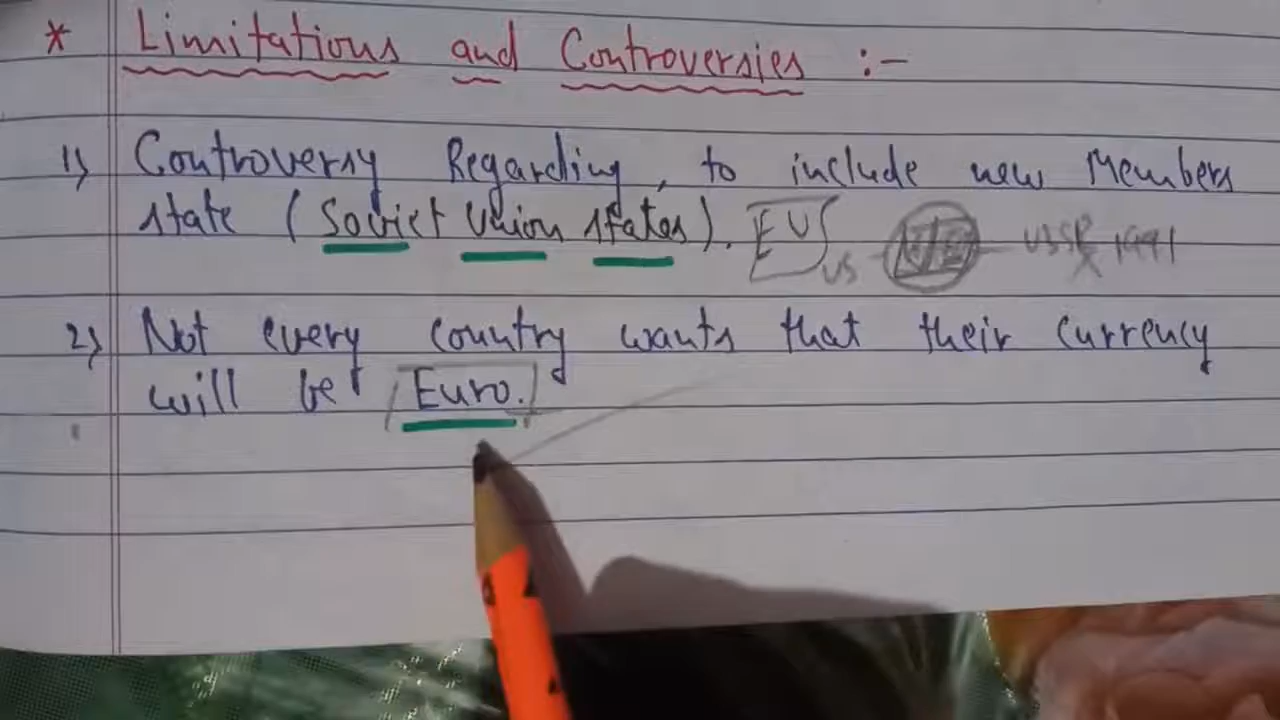 * Limitations and Controversies :-
1) Controversy Regarding, to include new Members
state (Soviet Union states). EU US USSR 1991
2) Not every country wants that their currency
will be Euro.